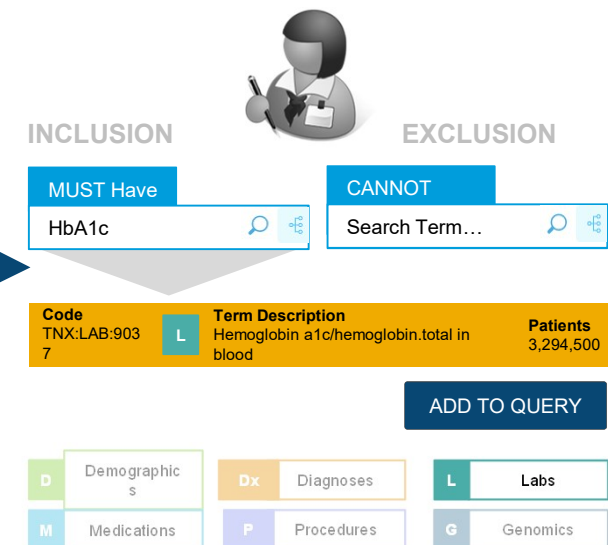 INCLUSION
EXCLUSION
MUST Have
CANNOT
HbA1c
Search Term…
Code
TNX:LAB:903
7
L
Term Description
Hemoglobin a1c/hemoglobin.total in
blood
Patients
3,294,500
ADD TO QUERY
D
Demographic
s
Dx
Diagnoses
L
Labs
M
Medications
P
Procedures
G
Genomics